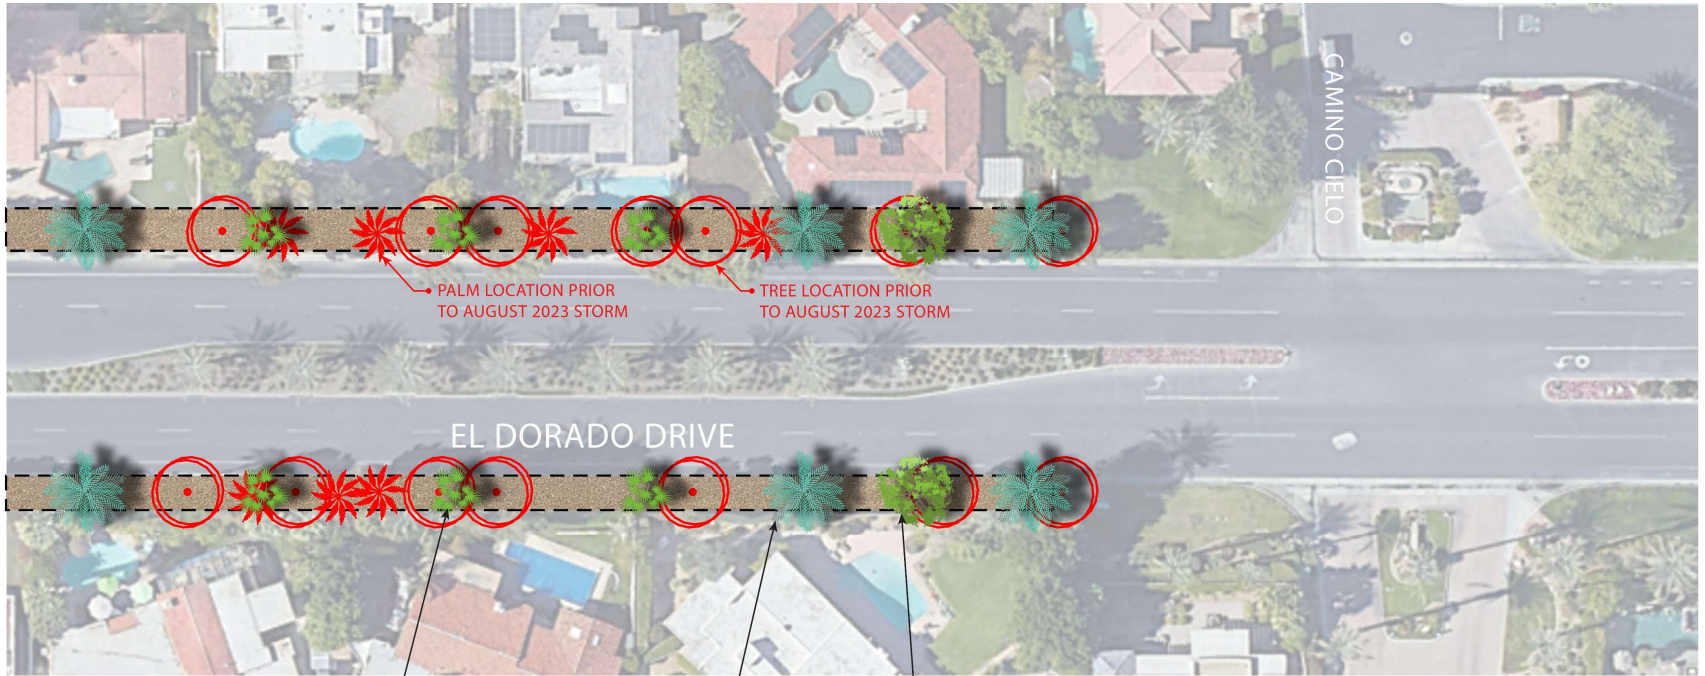 CAMINO CIELO
PALM LOCATION PRIOR
TO AUGUST 2023 STORM
TREE LOCATION PRIOR
TO AUGUST 2023 STORM
EL DORADO DRIVE